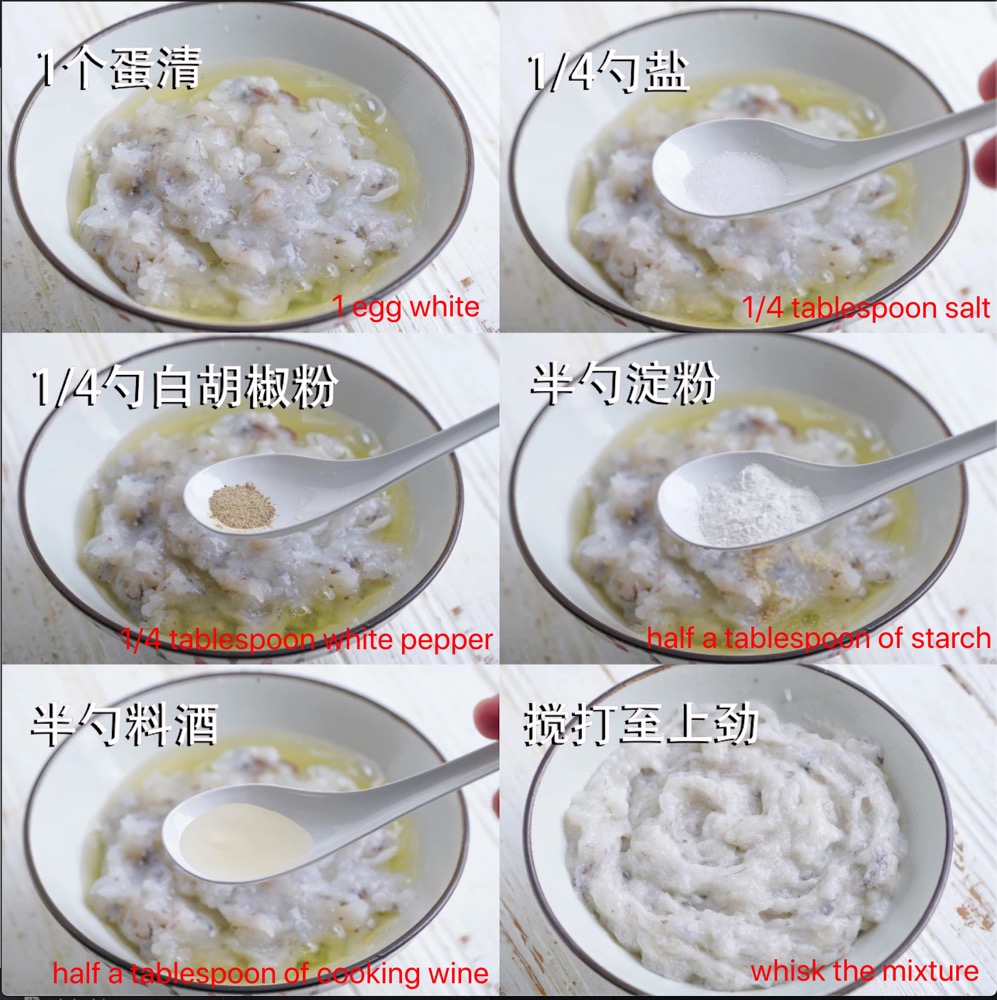 1个蛋清
1/4勺盐
1 egg white
1/4 tablespoon salt
1/4勺白胡椒粉
半勺淀粉
1/4 tablespoon white pepper
half a tablespoon of starch
半勺料酒
搅打至上劲
half a tablespoon of cooking wine
whisk the mixture